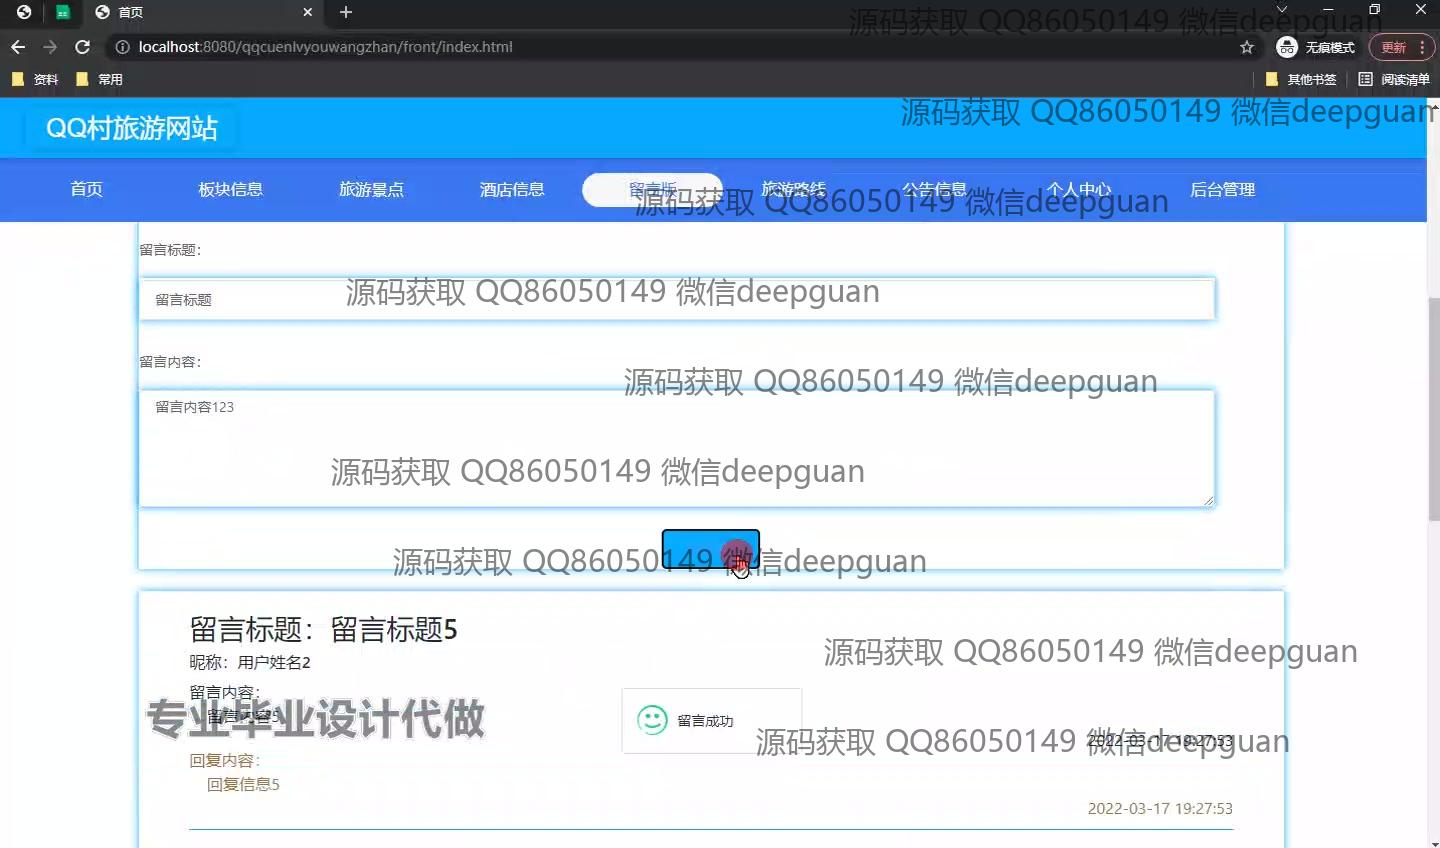 首页
源码获取 QQ86050149 微信deepguan
localhost:8080/qqcuenlvyouwangzhan/front/index.html
无痕模式
更新
资料
常用
其他书签
阅读清单
源码获取 QQ86050149 微信deepguan
QQ村旅游网站
首页
板块信息
旅游景点
酒店信息
留言版
旅游路线
公告信息
个人中心
后台管理
源码获取 QQ86050149 微信deepguan
留言标题：
留言标题
源码获取 QQ86050149 微信deepguan
留言内容：
源码获取 QQ86050149 微信deepguan
留言内容123
源码获取 QQ86050149 微信deepguan
源码获取 QQ86050149 微信deepguan
留言标题：留言标题5
昵称：用户姓名2
源码获取 QQ86050149 微信deepguan
留言内容：
留言内容5
专业毕业设计代做
留言成功
源码获取 QQ86050149 微信deepguan
2022-03-17 19:27:53
回复内容：
回复信息5
2022-03-17 19:27:53